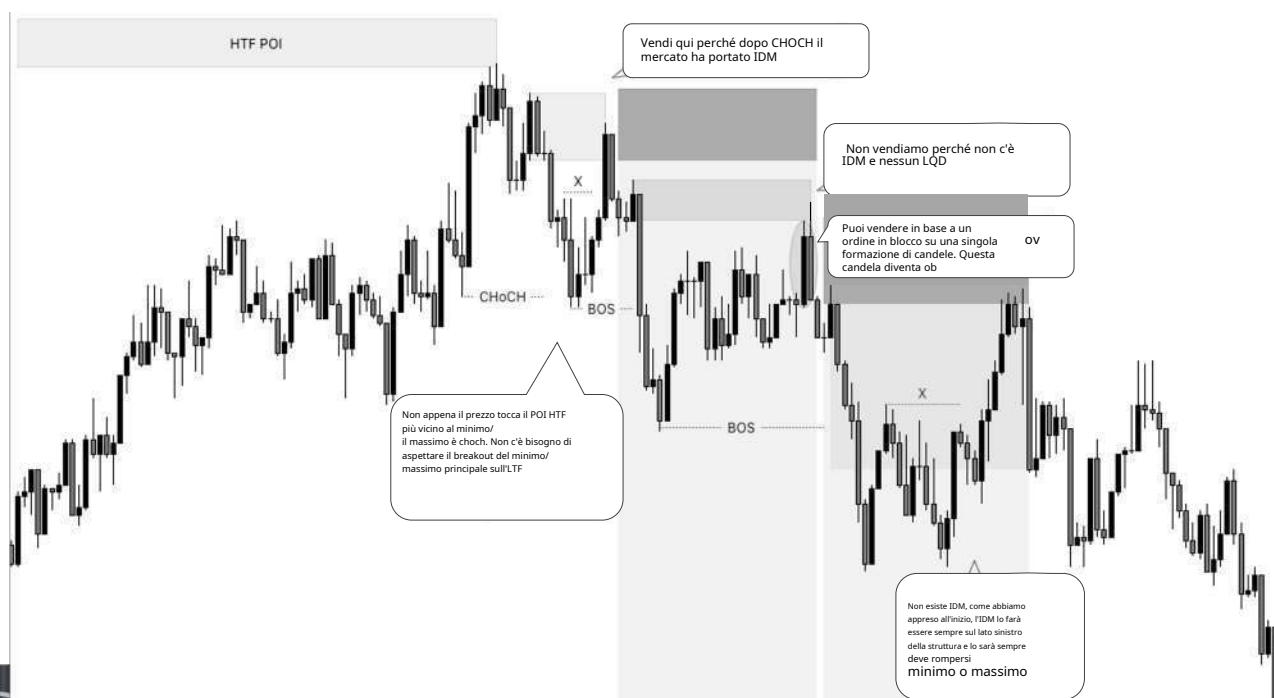 HTF POI
Vendi qui perché dopo CHOCH il
mercato ha portato IDM
Non vendiamo perché non c'è
IDM e nessun LQD
X
Puoi vendere in base a un
ordine in blocco su una singola
formazione di candele. Questa
candela diventa ob
ov
CHoCH
BOS
X
BOS
Non appena il prezzo tocca il POI HTF
più vicino al minimo/
il massimo è choch. Non c'è bisogno di
aspettare il breakout del minimo/
massimo principale sull'LTF
Non esiste IDM, come abbiamo
appreso all'inizio, l'IDM lo farà
essere sempre sul lato sinistro
della struttura e lo sarà sempre
deve rompersi
minimo o massimo